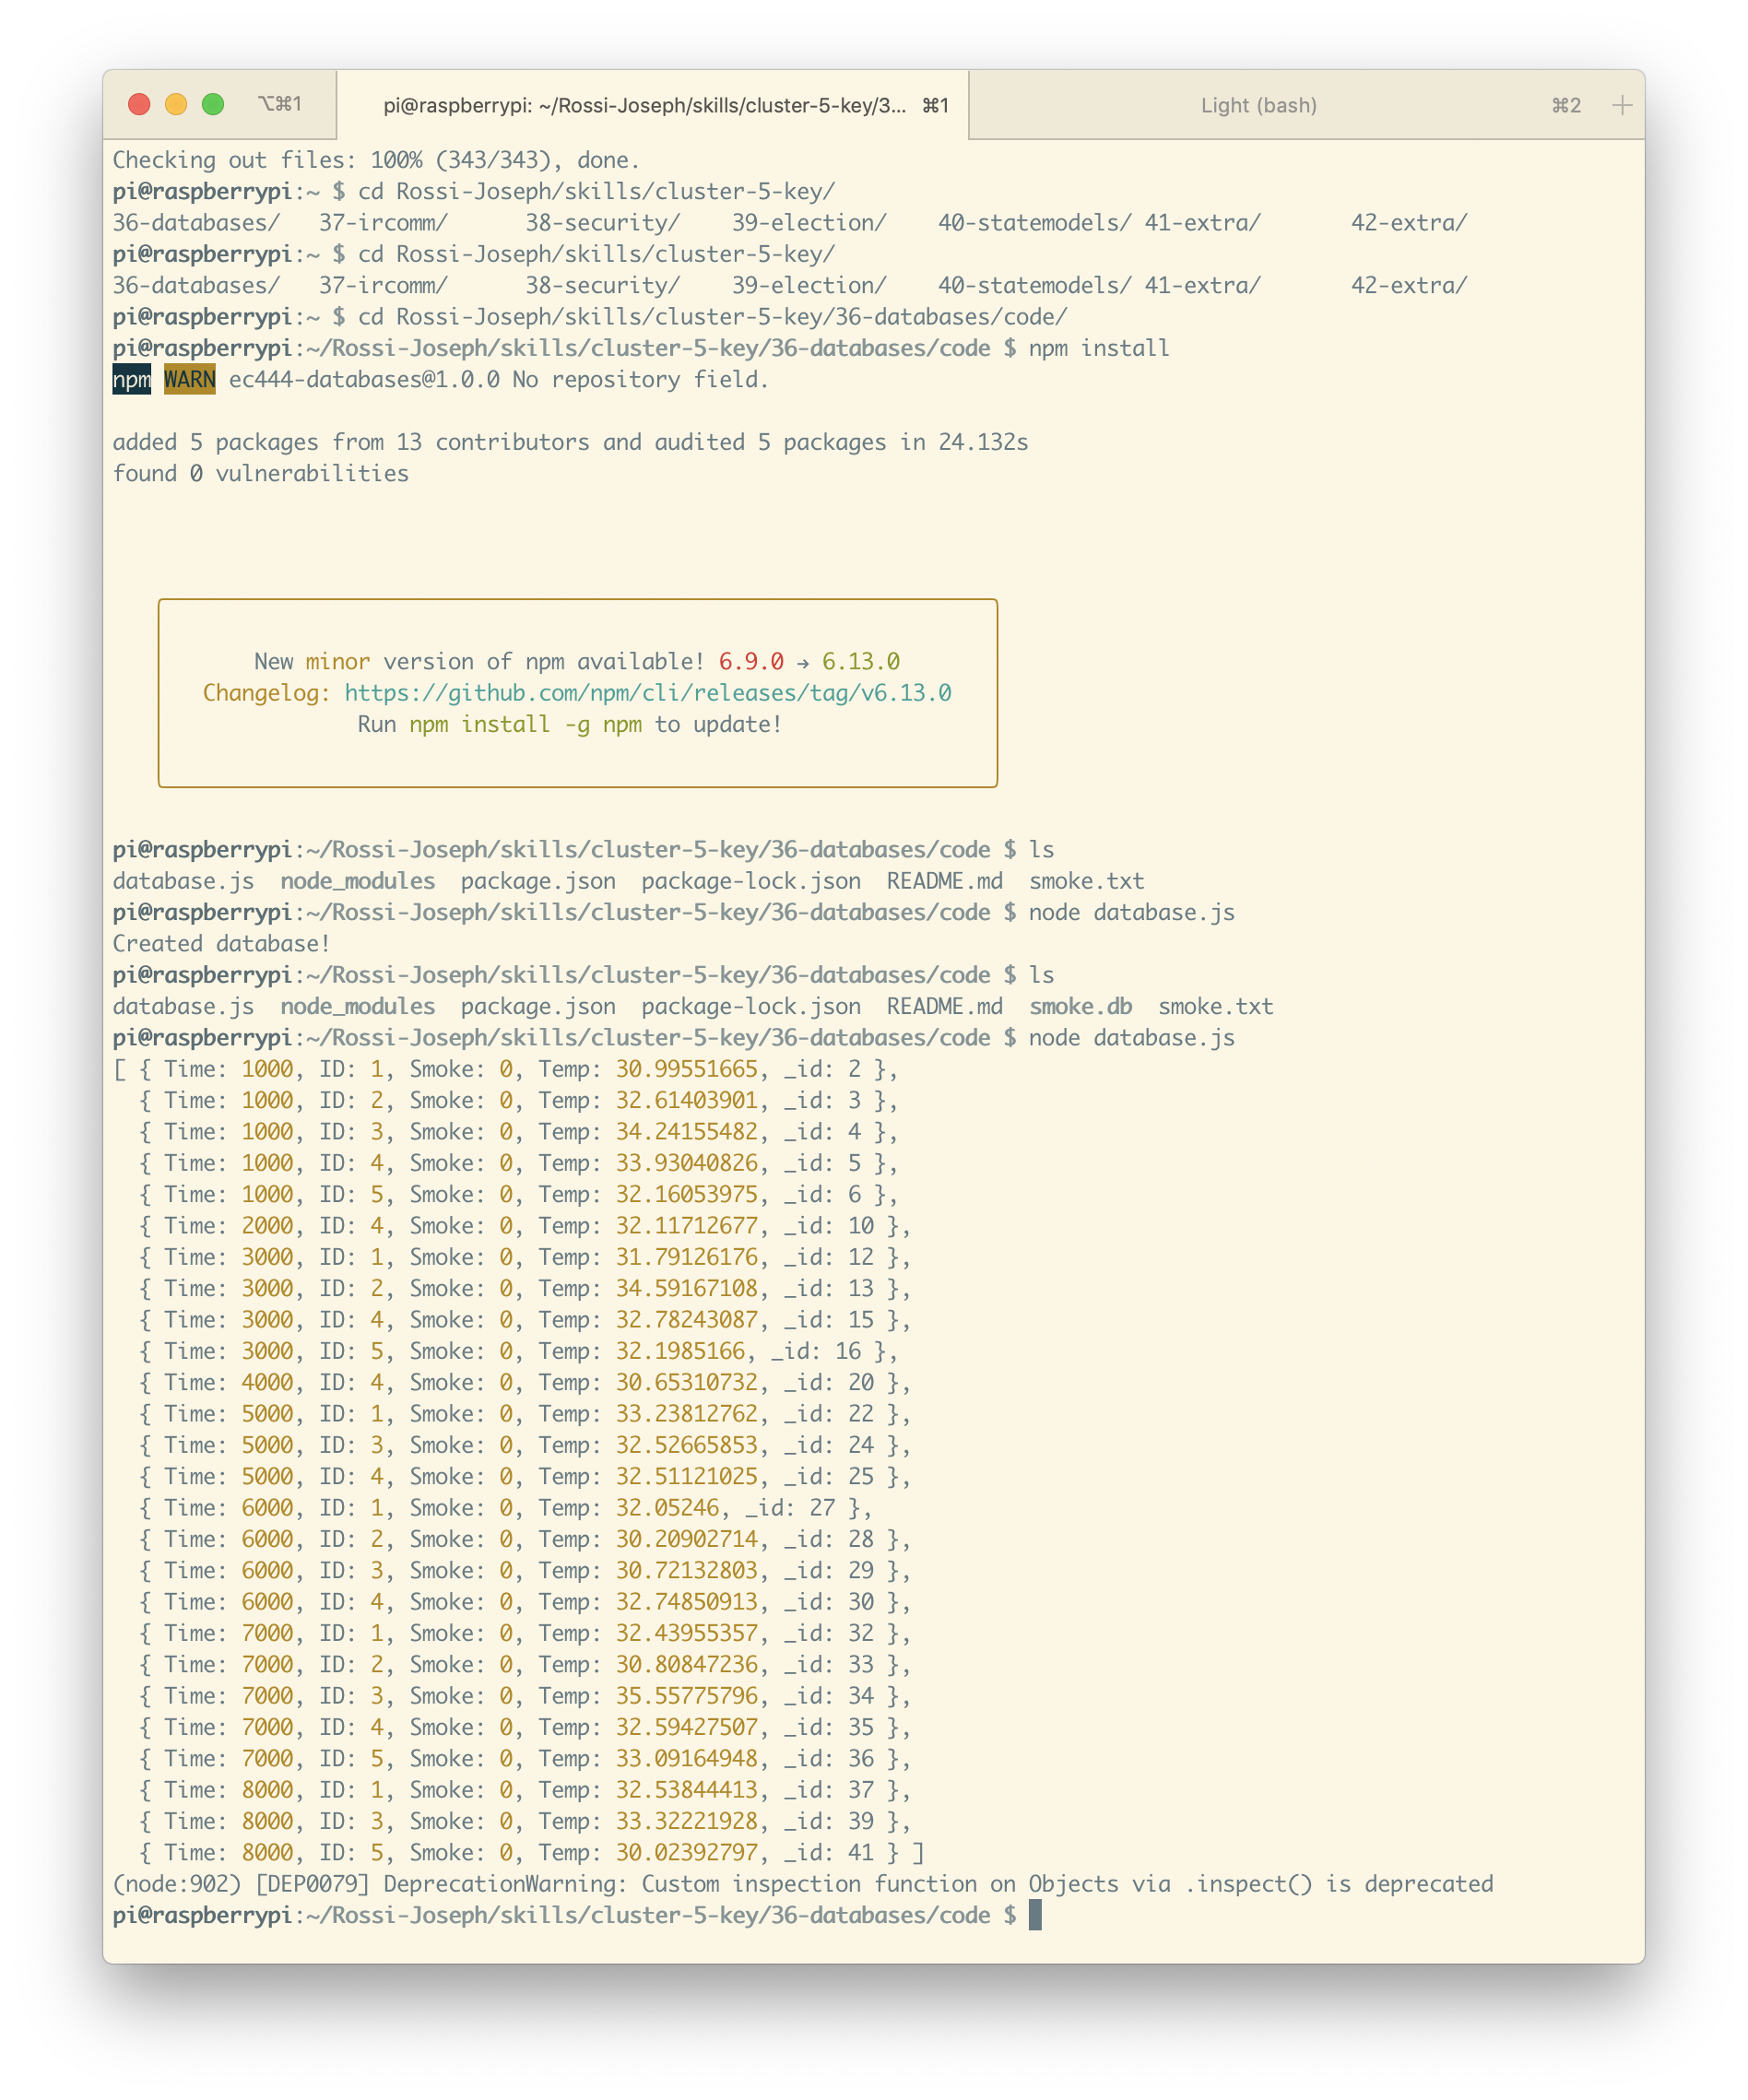 ⌥⌘1 pi@raspberrypi: ~/Rossi-Joseph/skills/cluster-5-key/3... ⌘1 Light (bash) ⌘2 +
Checking out files: 100% (343/343), done.
pi@raspberrypi:~ $ cd Rossi-Joseph/skills/cluster-5-key/
36-databases/   37-ircomm/      38-security/    39-election/    40-statemodels/ 41-extra/       42-extra/
pi@raspberrypi:~ $ cd Rossi-Joseph/skills/cluster-5-key/
36-databases/   37-ircomm/      38-security/    39-election/    40-statemodels/ 41-extra/       42-extra/
pi@raspberrypi:~ $ cd Rossi-Joseph/skills/cluster-5-key/36-databases/code/
pi@raspberrypi:~/Rossi-Joseph/skills/cluster-5-key/36-databases/code $ npm install
npm WARN ec444-databases@1.0.0 No repository field.
added 5 packages from 13 contributors and audited 5 packages in 24.132s
found 0 vulnerabilities
New minor version of npm available! 6.9.0 → 6.13.0
Changelog: https://github.com/npm/cli/releases/tag/v6.13.0
Run npm install -g npm to update!
pi@raspberrypi:~/Rossi-Joseph/skills/cluster-5-key/36-databases/code $ ls
database.js  node_modules  package.json  package-lock.json  README.md  smoke.txt
pi@raspberrypi:~/Rossi-Joseph/skills/cluster-5-key/36-databases/code $ node database.js
Created database!
pi@raspberrypi:~/Rossi-Joseph/skills/cluster-5-key/36-databases/code $ ls
database.js  node_modules  package.json  package-lock.json  README.md  smoke.db  smoke.txt
pi@raspberrypi:~/Rossi-Joseph/skills/cluster-5-key/36-databases/code $ node database.js
[ { Time: 1000, ID: 1, Smoke: 0, Temp: 30.99551665, _id: 2 },
  { Time: 1000, ID: 2, Smoke: 0, Temp: 32.61403901, _id: 3 },
  { Time: 1000, ID: 3, Smoke: 0, Temp: 34.24155482, _id: 4 },
  { Time: 1000, ID: 4, Smoke: 0, Temp: 33.93040826, _id: 5 },
  { Time: 1000, ID: 5, Smoke: 0, Temp: 32.16053975, _id: 6 },
  { Time: 2000, ID: 4, Smoke: 0, Temp: 32.11712677, _id: 10 },
  { Time: 3000, ID: 1, Smoke: 0, Temp: 31.79126176, _id: 12 },
  { Time: 3000, ID: 2, Smoke: 0, Temp: 34.59167108, _id: 13 },
  { Time: 3000, ID: 4, Smoke: 0, Temp: 32.78243087, _id: 15 },
  { Time: 3000, ID: 5, Smoke: 0, Temp: 32.1985166, _id: 16 },
  { Time: 4000, ID: 4, Smoke: 0, Temp: 30.65310732, _id: 20 },
  { Time: 5000, ID: 1, Smoke: 0, Temp: 33.23812762, _id: 22 },
  { Time: 5000, ID: 3, Smoke: 0, Temp: 32.52665853, _id: 24 },
  { Time: 5000, ID: 4, Smoke: 0, Temp: 32.51121025, _id: 25 },
  { Time: 6000, ID: 1, Smoke: 0, Temp: 32.05246, _id: 27 },
  { Time: 6000, ID: 2, Smoke: 0, Temp: 30.20902714, _id: 28 },
  { Time: 6000, ID: 3, Smoke: 0, Temp: 30.72132803, _id: 29 },
  { Time: 6000, ID: 4, Smoke: 0, Temp: 32.74850913, _id: 30 },
  { Time: 7000, ID: 1, Smoke: 0, Temp: 32.43955357, _id: 32 },
  { Time: 7000, ID: 2, Smoke: 0, Temp: 30.80847236, _id: 33 },
  { Time: 7000, ID: 3, Smoke: 0, Temp: 35.55775796, _id: 34 },
  { Time: 7000, ID: 4, Smoke: 0, Temp: 32.59427507, _id: 35 },
  { Time: 7000, ID: 5, Smoke: 0, Temp: 33.09164948, _id: 36 },
  { Time: 8000, ID: 1, Smoke: 0, Temp: 32.53844413, _id: 37 },
  { Time: 8000, ID: 3, Smoke: 0, Temp: 33.32221928, _id: 39 },
  { Time: 8000, ID: 5, Smoke: 0, Temp: 30.02392797, _id: 41 } ]
(node:902) [DEP0079] DeprecationWarning: Custom inspection function on Objects via .inspect() is deprecated
pi@raspberrypi:~/Rossi-Joseph/skills/cluster-5-key/36-databases/code $